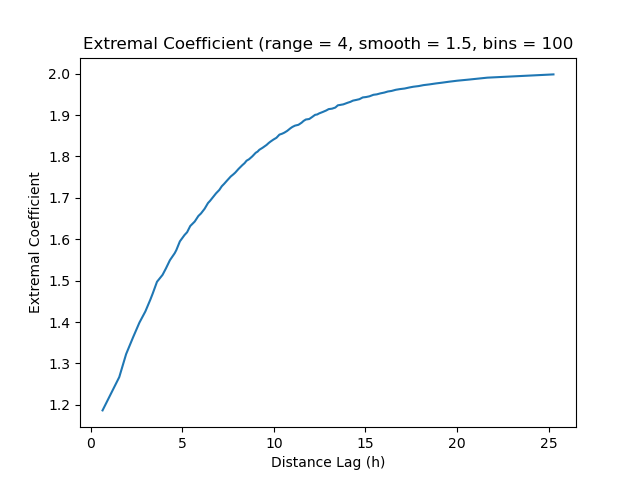 Extremal Coefficient (range = 4, smooth = 1.5, bins = 100
2.0
1.9
1.8
1.7
1.6
1.5
1.4
1.3
1.2
Extremal Coefficient
0 5 10 15 20 25
Distance Lag (h)